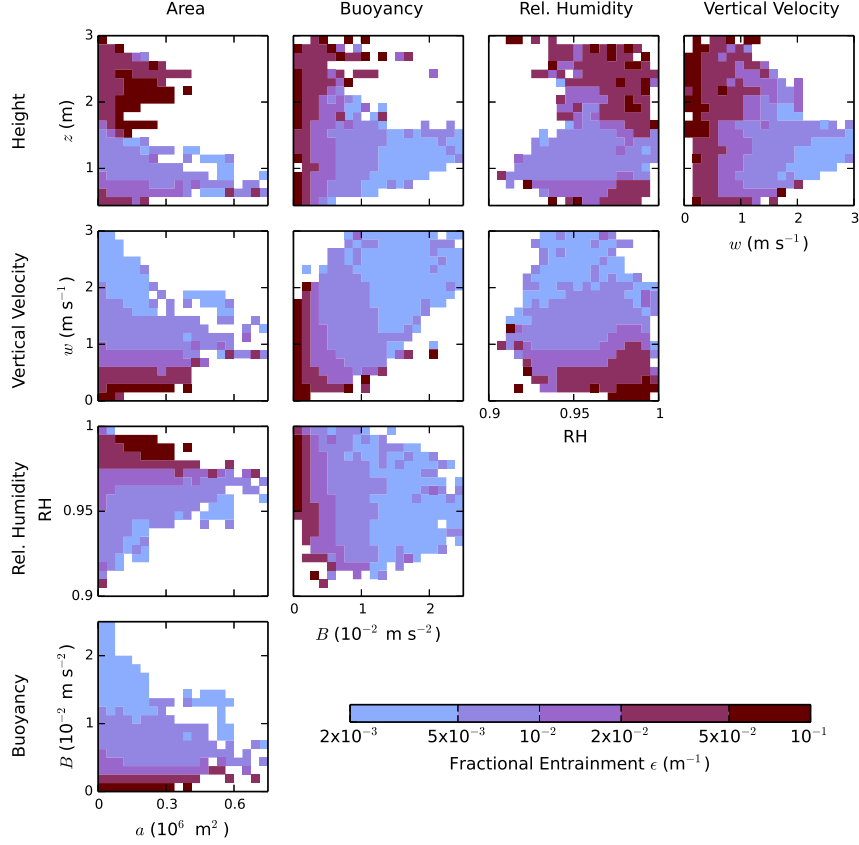 Area Buoyancy Rel. Humidity Vertical Velocity
Height
z (m)
3
2
1
0 1 2 3
w (m s⁻¹)
Vertical Velocity
w (m s⁻¹)
3
2
1
0
0.9 0.95 1
RH
Rel. Humidity
RH
1
0.95
0.9
0 1 2
B (10⁻² m s⁻²)
Buoyancy
B (10⁻² m s⁻²)
2
1
0
0 0.3 0.6
a (10⁶ m²)
2x10⁻³ 5x10⁻³ 10⁻² 2x10⁻² 5x10⁻² 10⁻¹
Fractional Entrainment ϵ (m⁻¹)